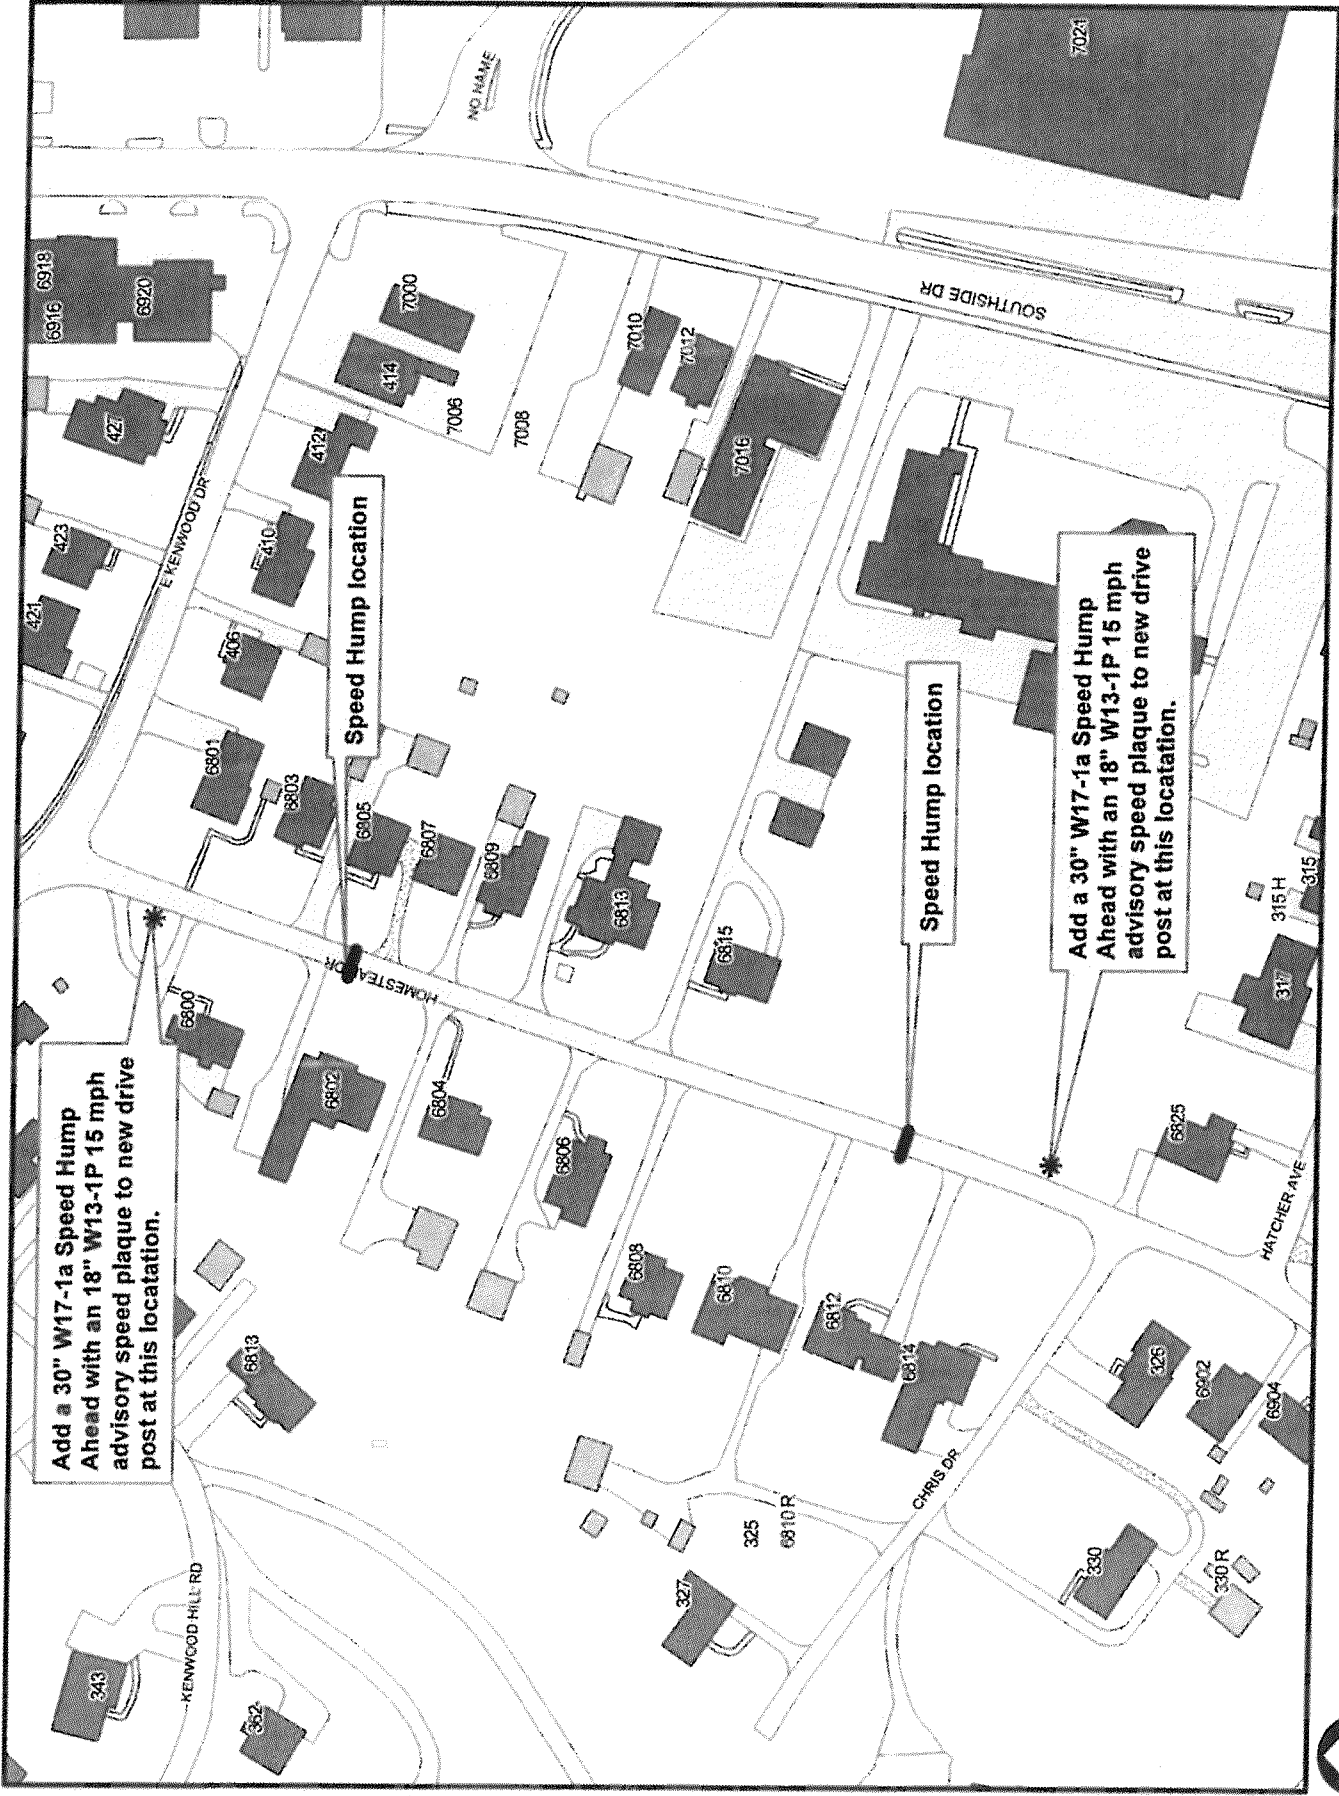 Add a 30" W17-1a Speed Hump
Ahead with an 18" W13-1P 15 mph
advisory speed plaque to new drive
post at this locatation.
Speed Hump location
Speed Hump location
Add a 30" W17-1a Speed Hump
Ahead with an 18" W13-1P 15 mph
advisory speed plaque to new drive
post at this locatation.
KENWOOD HILL RD
E KENWOOD DR
NO NAME
SOUTHSIDE DR
CHRIS DR
HATCHER AVE
343
362
6813
327
325
6810 R
330
330 R
326
6902
6904
6800
6802
6804
6806
6808
6810
6812
6814
6825
317
315 H
315
6801
6803
6805
6807
6809
6813
6815
421
423
427
406
410
412
414
6916
6918
6920
7000
7006
7008
7010
7012
7016
7021